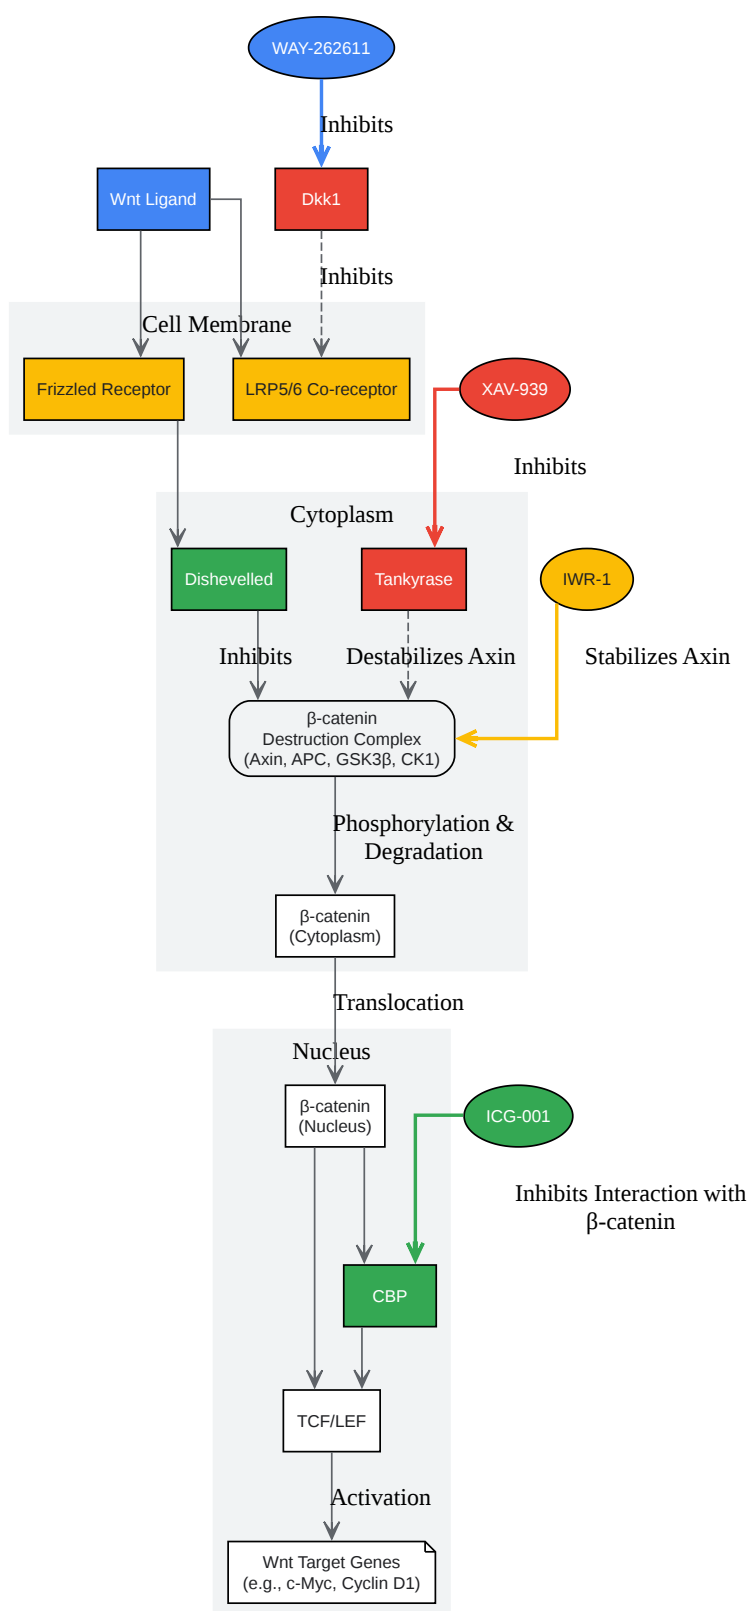 WAY-262611
Inhibits
Wnt Ligand
Dkk1
Inhibits
Cell Membrane
Frizzled Receptor
LRP5/6 Co-receptor
XAV-939
Inhibits
Cytoplasm
Dishevelled
Tankyrase
IWR-1
Inhibits
Destabilizes Axin
Stabilizes Axin
β-catenin
Destruction Complex
(Axin, APC, GSK3β, CK1)
Phosphorylation &
Degradation
β-catenin
(Cytoplasm)
Translocation
Nucleus
β-catenin
(Nucleus)
ICG-001
Inhibits Interaction with
β-catenin
CBP
TCF/LEF
Activation
Wnt Target Genes
(e.g., c-Myc, Cyclin D1)